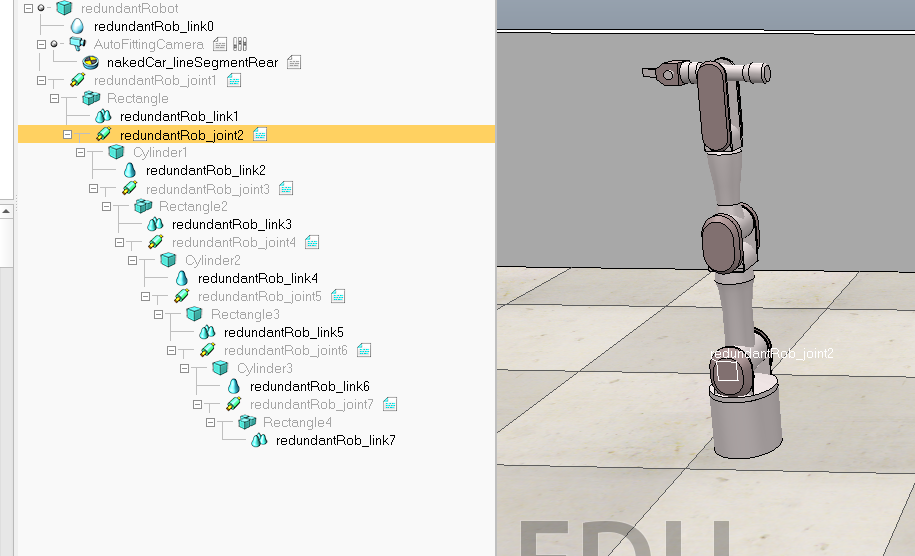 redundantRobot
redundantRob_link0
AutoFittingCamera
nakedCar_lineSegmentRear
redundantRob_joint1
Rectangle
redundantRob_link1
redundantRob_joint2
Cylinder1
redundantRob_link2
redundantRob_joint3
Rectangle2
redundantRob_link3
redundantRob_joint4
Cylinder2
redundantRob_link4
redundantRob_joint5
Rectangle3
redundantRob_link5
redundantRob_joint6
Cylinder3
redundantRob_link6
redundantRob_joint7
Rectangle4
redundantRob_link7
redundantRob_joint2
EDU